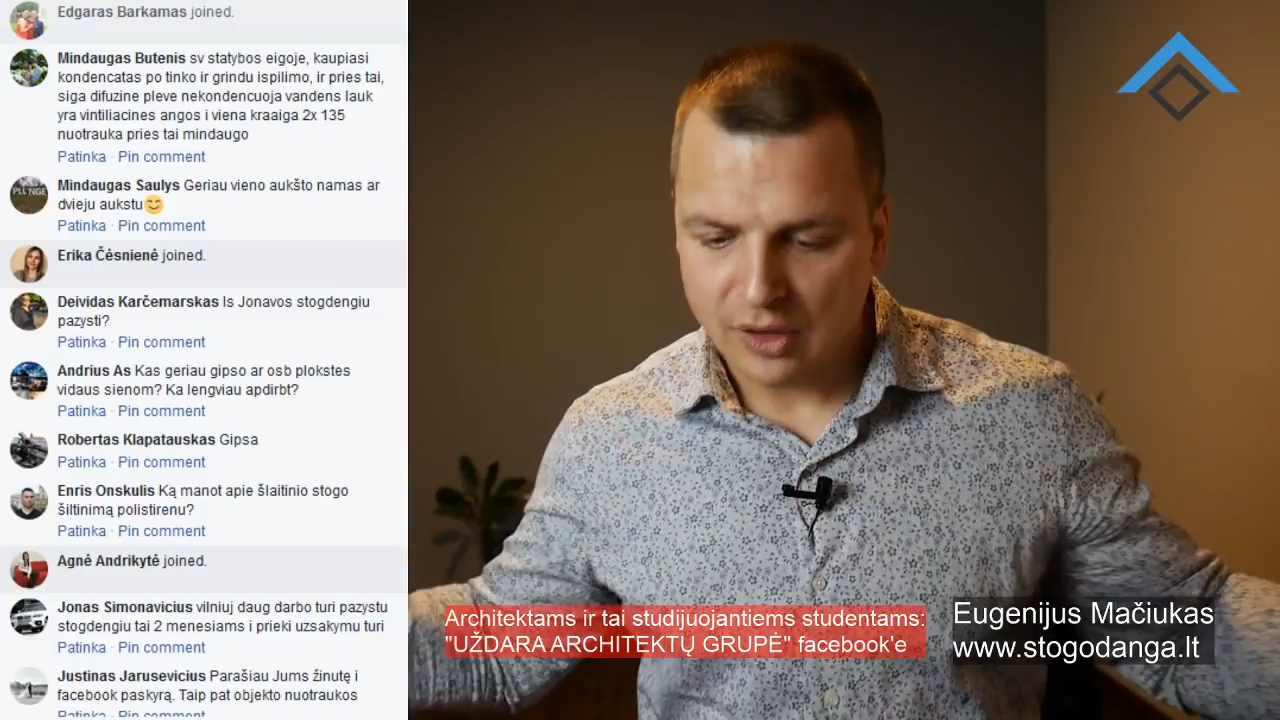 Edgaras Barkamas joined.
Mindaugas Butenis sv statybos eigoje, kaupiasi
kondencatas po tinko ir grindu ispilimo, ir pries tai,
siga difuzine pleve nekondencuoja vandens lauk
yra vintiliacines angos i viena kraaiga 2x 135
nuotrauka pries tai mindaugo
Patinka · Pin comment
Mindaugas Saulys Geriau vieno aukšto namas ar
dvieju aukstu😊
Patinka · Pin comment
Erika Čėsnienė joined.
Deividas Karčemarskas Is Jonavos stogdengiu
pazysti?
Patinka · Pin comment
Andrius As Kas geriau gipso ar osb plokstes
vidaus sienom? Ka lengviau apdirbt?
Patinka · Pin comment
Robertas Klapatauskas Gipsa
Patinka · Pin comment
Enris Onskulis Ką manot apie šlaitinio stogo
šiltinimą polistirenu?
Patinka · Pin comment
Agnė Andrikytė joined.
Jonas Simonavicius vilniuj daug darbo turi pazystu
stogdengiu tai 2 menesiams i prieki uzsakymu turi
Patinka · Pin comment
Justinas Jarusevicius Parašiau Jums žinutę i
facebook paskyrą. Taip pat objekto nuotraukos
Patinka · Pin comment
Architektams ir tai studijuojantiems studentams:
"UŽDARA ARCHITEKTŲ GRUPĖ" facebook'e
Eugenijus Mačiukas
www.stogodanga.lt